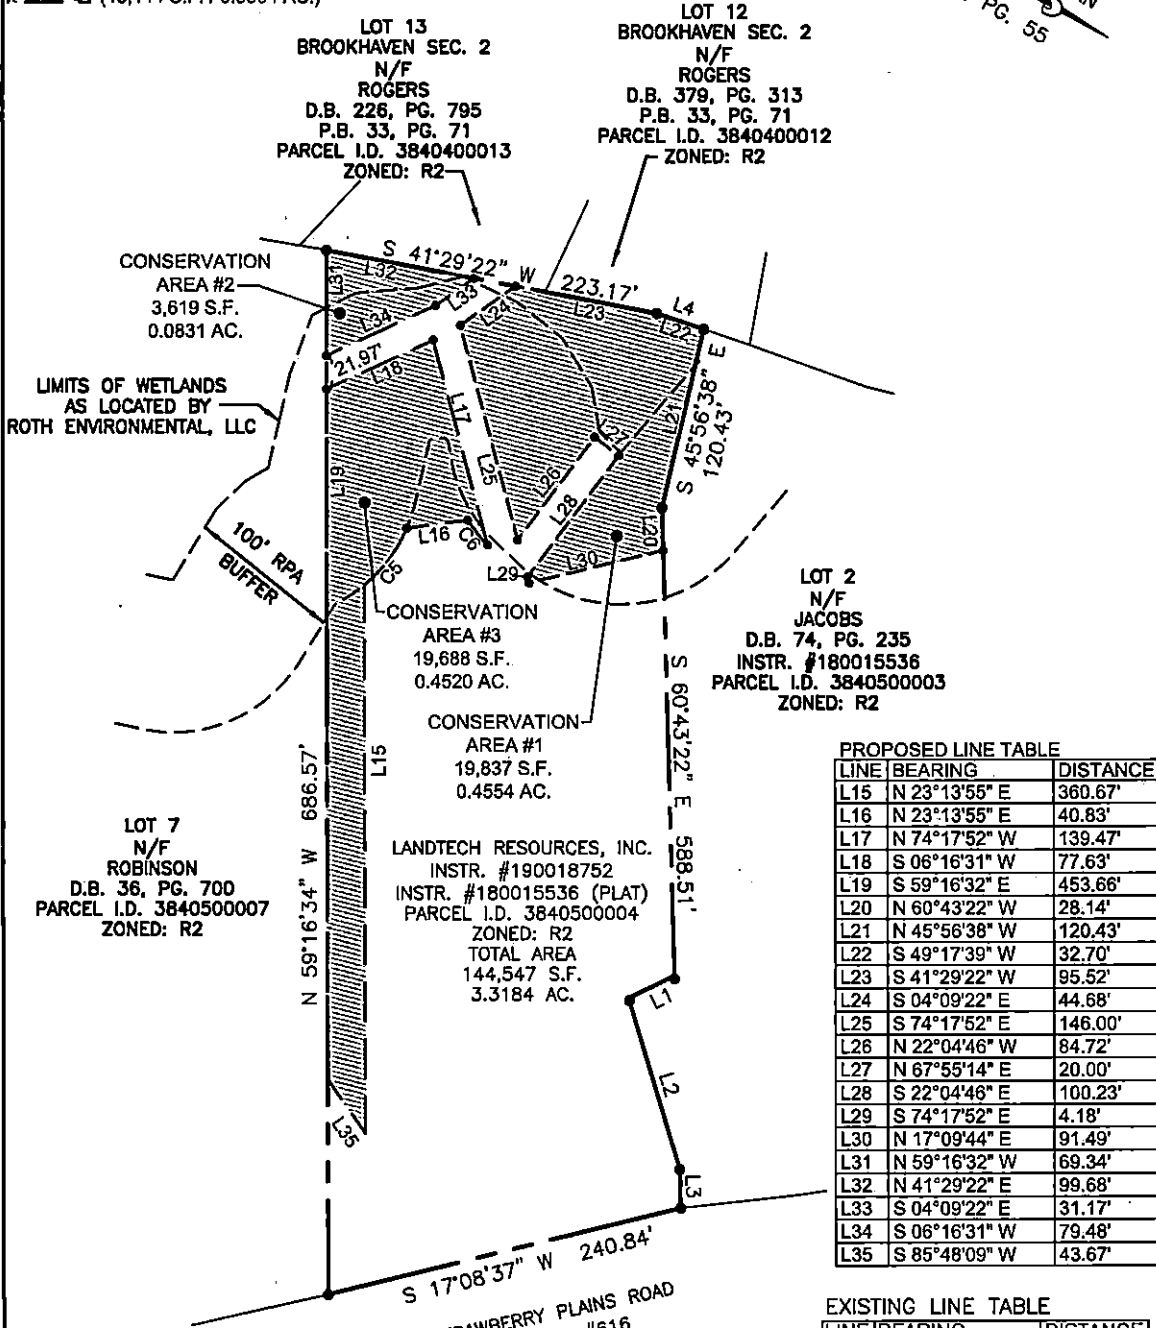 PG. 55
LOT 13
BROOKHAVEN SEC. 2
N/F
ROGERS
D.B. 226, PG. 795
P.B. 33, PG. 71
PARCEL I.D. 3840400013
ZONED: R2
LOT 12
BROOKHAVEN SEC. 2
N/F
ROGERS
D.B. 379, PG. 313
P.B. 33, PG. 71
PARCEL I.D. 3840400012
ZONED: R2
CONSERVATION
AREA #2
3,619 S.F.
0.0831 AC.
LIMITS OF WETLANDS
AS LOCATED BY
ROTH ENVIRONMENTAL, LLC
S 41°29'22" W 223.17'
L31
L32
L33
L34
L24
L23
L4
L22
21.97'
L18
L17
L25
L19
L21
S 45°56'38" E
120.43'
L27
L26
L28
L20
L16
C6
C5
L29
L30
100' RPA
BUFFER
CONSERVATION
AREA #3
19,688 S.F.
0.4520 AC.
LOT 2
N/F
JACOBS
D.B. 74, PG. 235
INSTR. #180015536
PARCEL I.D. 3840500003
ZONED: R2
CONSERVATION
AREA #1
19,837 S.F.
0.4554 AC.
L15
N 59°16'34" W 686.57'
S 60°43'22" E 588.51'
LOT 7
N/F
ROBINSON
D.B. 36, PG. 700
PARCEL I.D. 3840500007
ZONED: R2
LANDTECH RESOURCES, INC.
INSTR. #190018752
INSTR. #180015536 (PLAT)
PARCEL I.D. 3840500004
ZONED: R2
TOTAL AREA
144,547 S.F.
3.3184 AC.
L1
L2
L3
L35
S 17°08'37" W 240.84'
PLAINS ROAD
#616
PROPOSED LINE TABLE
LINE BEARING DISTANCE
L15 N 23°13'55" E 360.67'
L16 N 23°13'55" E 40.83'
L17 N 74°17'52" W 139.47'
L18 S 06°16'31" W 77.63'
L19 S 59°16'32" E 453.66'
L20 N 60°43'22" W 28.14'
L21 N 45°56'38" W 120.43'
L22 S 49°17'39" W 32.70'
L23 S 41°29'22" W 95.52'
L24 S 04°09'22" E 44.68'
L25 S 74°17'52" E 146.00'
L26 N 22°04'46" W 84.72'
L27 N 67°55'14" E 20.00'
L28 S 22°04'46" E 100.23'
L29 S 74°17'52" E 4.18'
L30 N 17°09'44" E 91.49'
L31 N 59°16'32" W 69.34'
L32 N 41°29'22" E 99.68'
L33 S 04°09'22" E 31.17'
L34 S 06°16'31" W 79.48'
L35 S 85°48'09" W 43.67'
EXISTING LINE TABLE
LINE BEARING DISTANCE